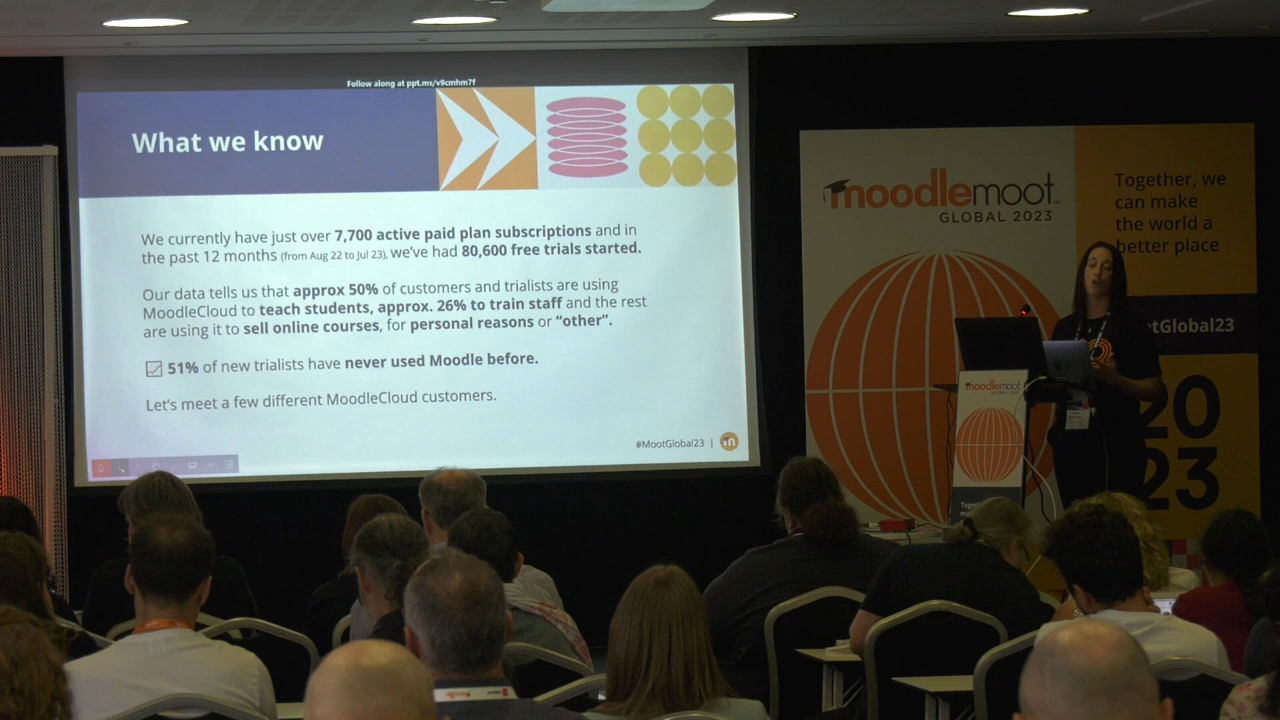 Follow along at ppt.ms/v9cmhm7f
What we know
We currently have just over 7,700 active paid plan subscriptions and in
the past 12 months (from Aug 22 to Jul 23), we've had 80,600 free trials started.
Our data tells us that approx 50% of customers and trialists are using
MoodleCloud to teach students, approx. 26% to train staff and the rest
are using it to sell online courses, for personal reasons or “other”.
51% of new trialists have never used Moodle before.
Let's meet a few different MoodleCloud customers.
#MootGlobal23 | m
moodlemoot
GLOBAL 2023
Together, we
can make
the world a
better place
otGlobal23
20
23
moodlemoot
GLOBAL 2023